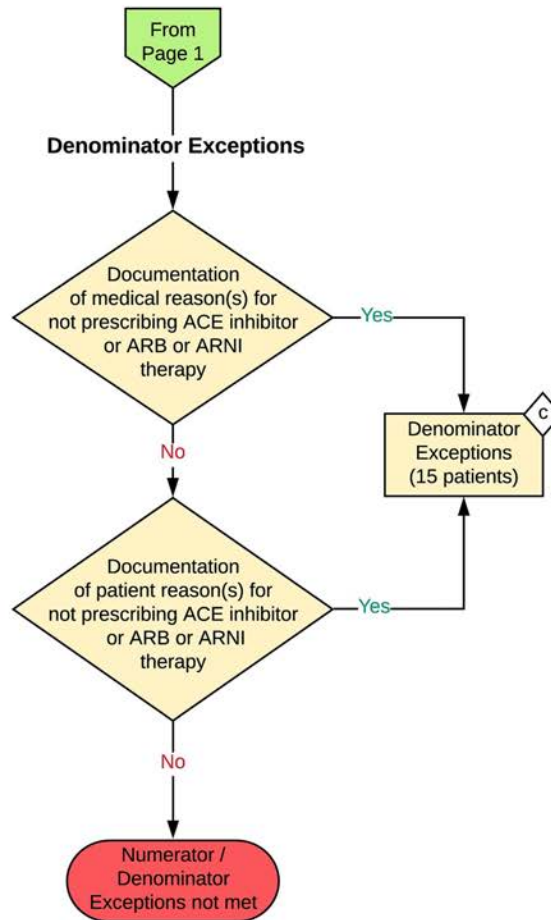 From
Page 1
Denominator Exceptions
Documentation
of medical reason(s) for
not prescribing ACE inhibitor
or ARB or ARNI
therapy
Yes
c
Denominator
Exceptions
(15 patients)
No
Documentation
of patient reason(s) for
not prescribing ACE inhibitor
or ARB or ARNI
therapy
Yes
No
Numerator /
Denominator
Exceptions not met